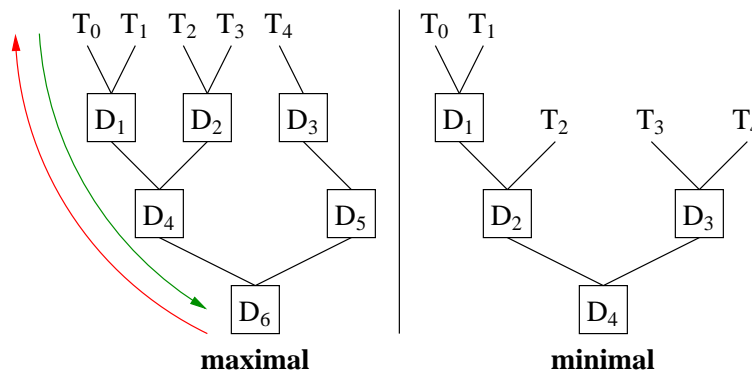 T0 T1 T2 T3 T4 T0 T1
D1 D2 D3 D1 T2 T3 T4
D4 D5 D2 D3
D6 D4
maximal minimal